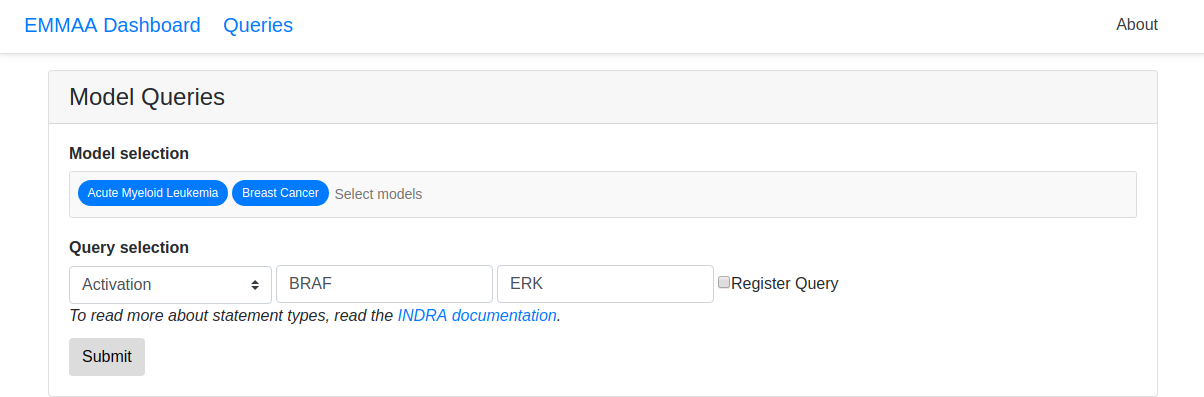 EMMAA Dashboard Queries About
Model Queries
Model selection
Acute Myeloid Leukemia Breast Cancer Select models
Query selection
Activation BRAF ERK Register Query
To read more about statement types, read the INDRA documentation.
Submit